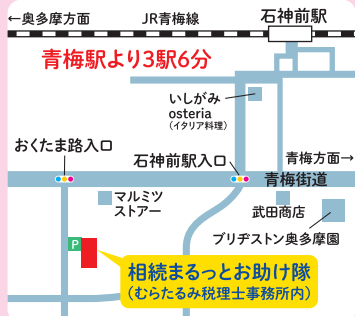 ←奥多摩方面
JR青梅線
石神前駅
青梅駅より3駅6分
いしがみ
osteria
(イタリア料理)
おくたま路入口
石神前駅入口
青梅方面→
青梅街道
マルミツ
ストアー
武田商店
ブリヂストン奥多摩園
P
相続まるっとお助け隊
(むらたるみ税理士事務所内)